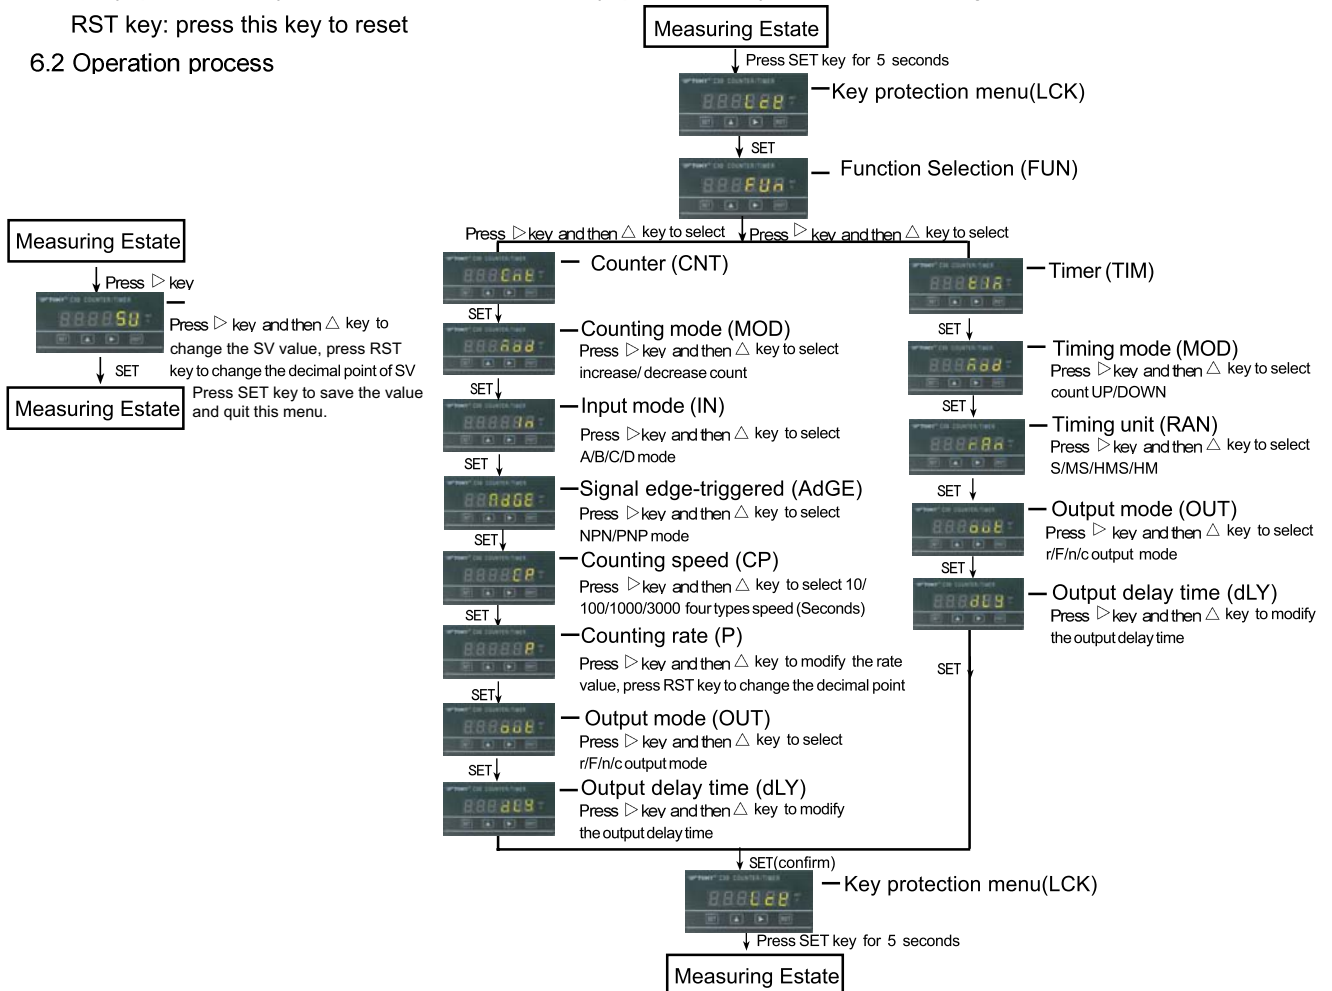 RST key: press this key to reset
6.2 Operation process
Measuring Estate
Press SET key for 5 seconds
Key protection menu(LCK)
SET
Function Selection (FUN)
Press ▷ key and then △ key to select
Press ▷ key and then △ key to select
Measuring Estate
Press ▷ key
SU
Press ▷ key and then △ key to
change the SV value, press RST
key to change the decimal point of SV
Press SET key to save the value
and quit this menu.
SET
Measuring Estate
Counter (CNT)
SET
Counting mode (MOD)
Press ▷ key and then △ key to select
increase/ decrease count
SET
Input mode (IN)
Press ▷ key and then △ key to select
A/B/C/D mode
SET
Signal edge-triggered (AdGE)
Press ▷ key and then △ key to select
NPN/PNP mode
SET
Counting speed (CP)
Press ▷ key and then △ key to select 10/
100/1000/3000 four types speed (Seconds)
SET
Counting rate (P)
Press ▷ key and then △ key to modify the rate
value, press RST key to change the decimal point
SET
Output mode (OUT)
Press ▷ key and then △ key to select
r/F/n/c output mode
SET
Output delay time (dLY)
Press ▷ key and then △ key to modify
the output delay time
Timer (TIM)
SET
Timing mode (MOD)
Press ▷ key and then △ key to select
count UP/DOWN
SET
Timing unit (RAN)
Press ▷ key and then △ key to select
S/MS/HMS/HM
SET
Output mode (OUT)
Press ▷ key and then △ key to select
r/F/n/c output mode
SET
Output delay time (dLY)
Press ▷ key and then △ key to modify
the output delay time
SET
SET(confirm)
Key protection menu(LCK)
Press SET key for 5 seconds
Measuring Estate